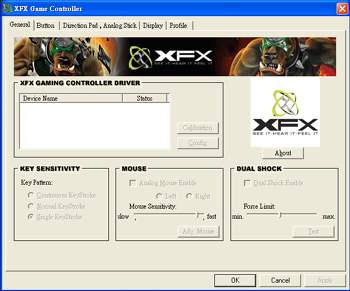 XFX Game Controller
General Button Direction Pad , Analog Stick Display Profile
XFX
SEE IT·HEAR IT·FEEL IT
XFX GAMING CONTROLLER DRIVER
Device Name Status
Calibration
Config
XFX
SEE IT·HEAR IT·FEEL IT
About
KEY SENSITIVITY
Key Pattern:
Continuous KeyStroke
Normal KeyStroke
Single KeyStroke
MOUSE
Analog Mouse Enable
Left Right
Mouse Sensitivity:
slow fast
Adv. Mouse
DUAL SHOCK
Dual Shock Enable
Force Limit:
min. max.
Test
OK Cancel Apply